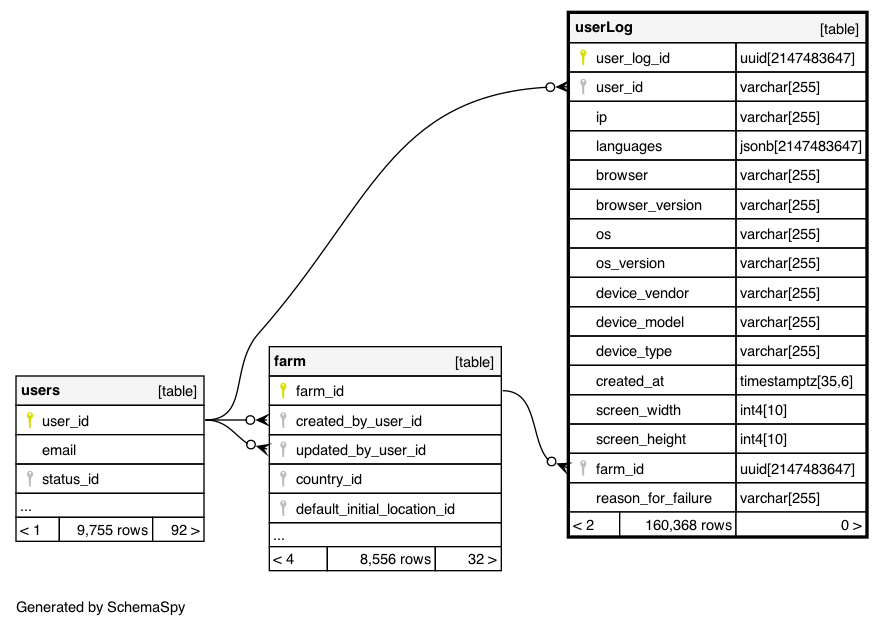 userLog [table]
user_log_id uuid[2147483647]
user_id varchar[255]
ip varchar[255]
languages jsonb[2147483647]
browser varchar[255]
browser_version varchar[255]
os varchar[255]
os_version varchar[255]
device_vendor varchar[255]
device_model varchar[255]
device_type varchar[255]
created_at timestamptz[35,6]
screen_width int4[10]
screen_height int4[10]
farm_id uuid[2147483647]
reason_for_failure varchar[255]
< 2 160,368 rows 0 >
farm [table]
farm_id
created_by_user_id
updated_by_user_id
country_id
default_initial_location_id
...
< 4 8,556 rows 32 >
users [table]
user_id
email
status_id
...
< 1 9,755 rows 92 >
Generated by SchemaSpy